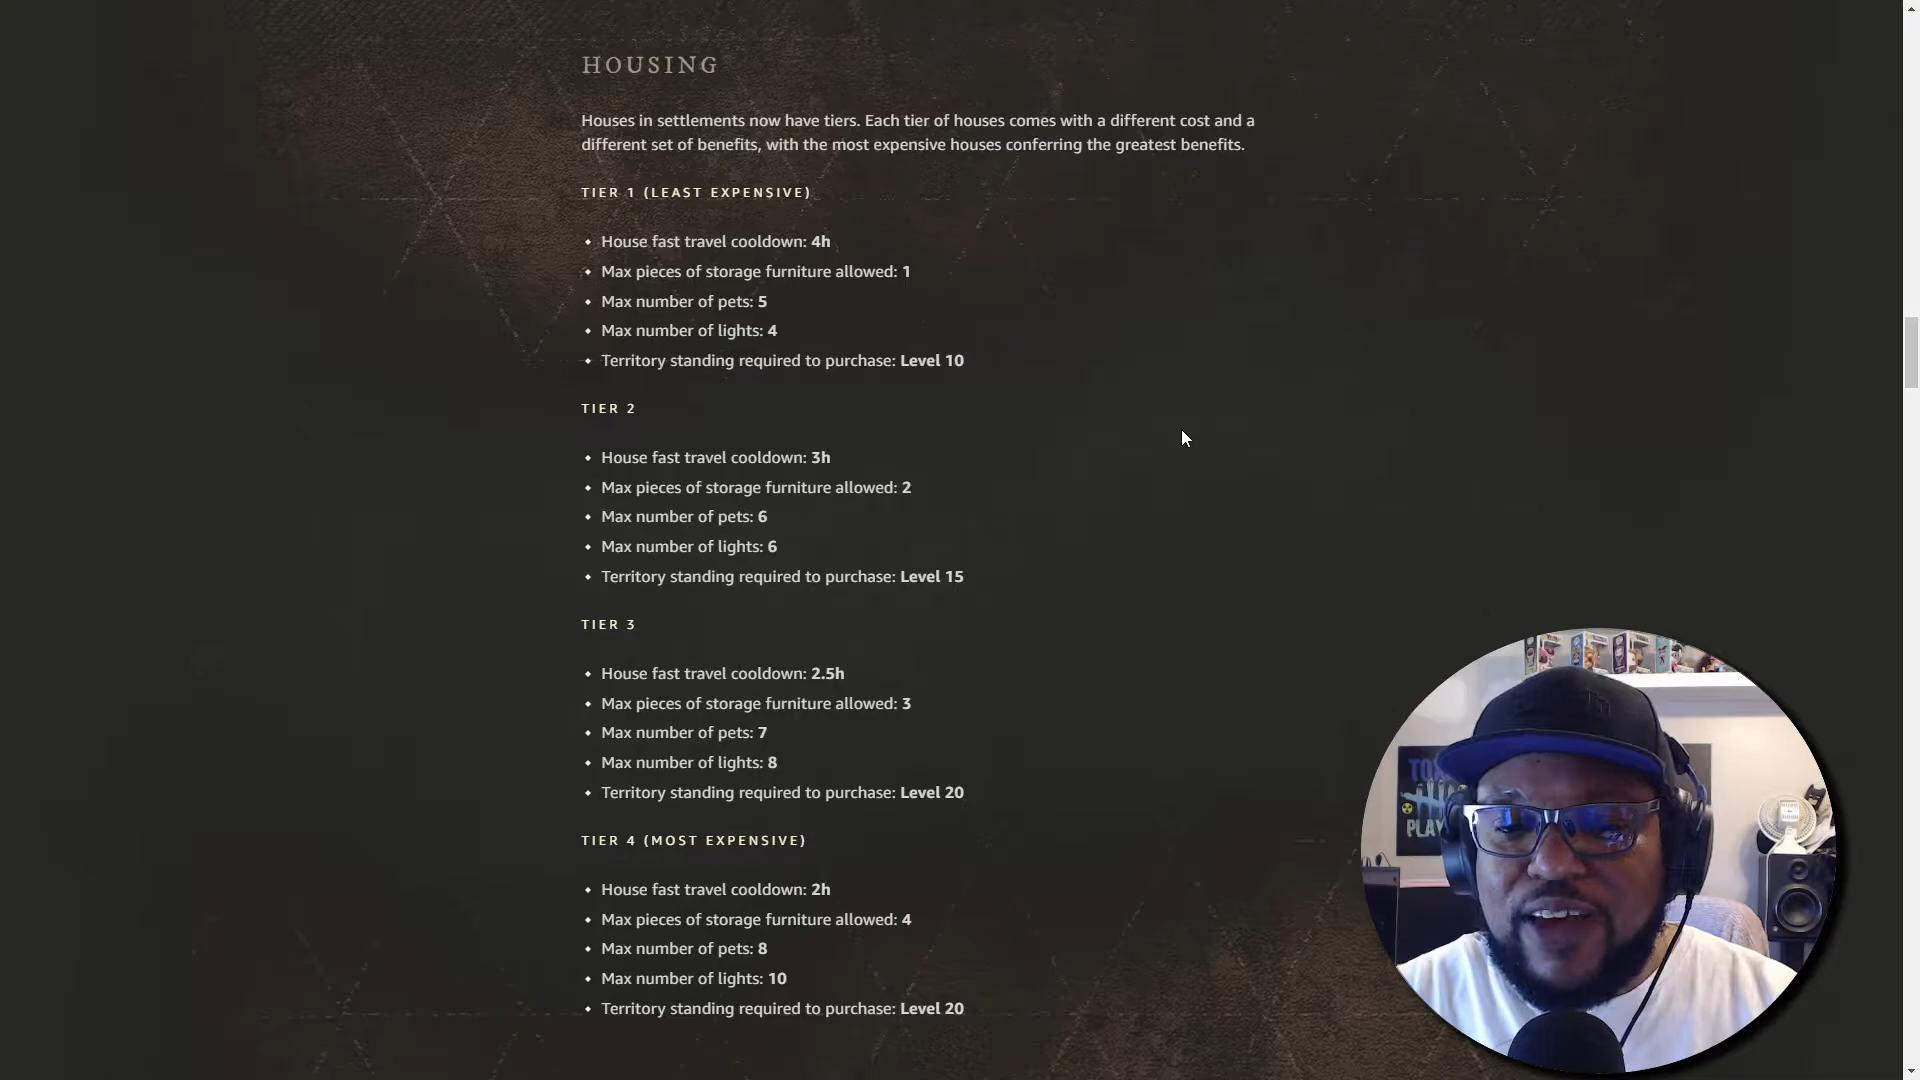 HOUSING
Houses in settlements now have tiers. Each tier of houses comes with a different cost and a
different set of benefits, with the most expensive houses conferring the greatest benefits.
TIER 1 (LEAST EXPENSIVE)
House fast travel cooldown: 4h
Max pieces of storage furniture allowed: 1
Max number of pets: 5
Max number of lights: 4
Territory standing required to purchase: Level 10
TIER 2
House fast travel cooldown: 3h
Max pieces of storage furniture allowed: 2
Max number of pets: 6
Max number of lights: 6
Territory standing required to purchase: Level 15
TIER 3
House fast travel cooldown: 2.5h
Max pieces of storage furniture allowed: 3
Max number of pets: 7
Max number of lights: 8
Territory standing required to purchase: Level 20
TIER 4 (MOST EXPENSIVE)
House fast travel cooldown: 2h
Max pieces of storage furniture allowed: 4
Max number of pets: 8
Max number of lights: 10
Territory standing required to purchase: Level 20